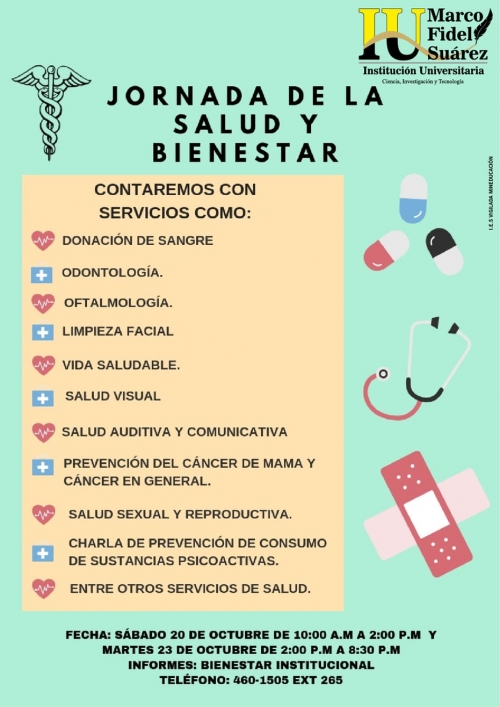 IU Marco
Fidel
Suárez
Institución Universitaria
Ciencia, Investigación y Tecnología
JORNADA DE LA
SALUD Y
BIENESTAR
I.E.S VIGILADA MINEDUCACIÓN
CONTAREMOS CON
SERVICIOS COMO:
DONACIÓN DE SANGRE
ODONTOLOGÍA.
OFTALMOLOGÍA.
LIMPIEZA FACIAL
VIDA SALUDABLE.
SALUD VISUAL
SALUD AUDITIVA Y COMUNICATIVA
PREVENCIÓN DEL CÁNCER DE MAMA Y
CÁNCER EN GENERAL.
SALUD SEXUAL Y REPRODUCTIVA.
CHARLA DE PREVENCIÓN DE CONSUMO
DE SUSTANCIAS PSICOACTIVAS.
ENTRE OTROS SERVICIOS DE SALUD.
FECHA: SÁBADO 20 DE OCTUBRE DE 10:00 A.M A 2:00 P.M Y
MARTES 23 DE OCTUBRE DE 2:00 P.M A 8:30 P.M
INFORMES: BIENESTAR INSTITUCIONAL
TELÉFONO: 460-1505 EXT 265